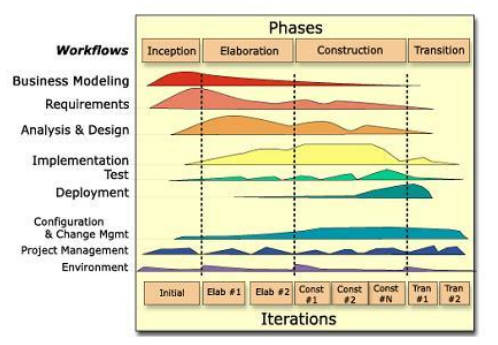 Phases
Workflows
Inception
Elaboration
Construction
Transition
Business Modeling
Requirements
Analysis & Design
Implementation
Test
Deployment
Configuration
& Change Mgmt
Project Management
Environment
Initial
Elab #1
Elab #2
Const
#1
Const
#2
Const
#N
Tran
#1
Tran
#2
Iterations